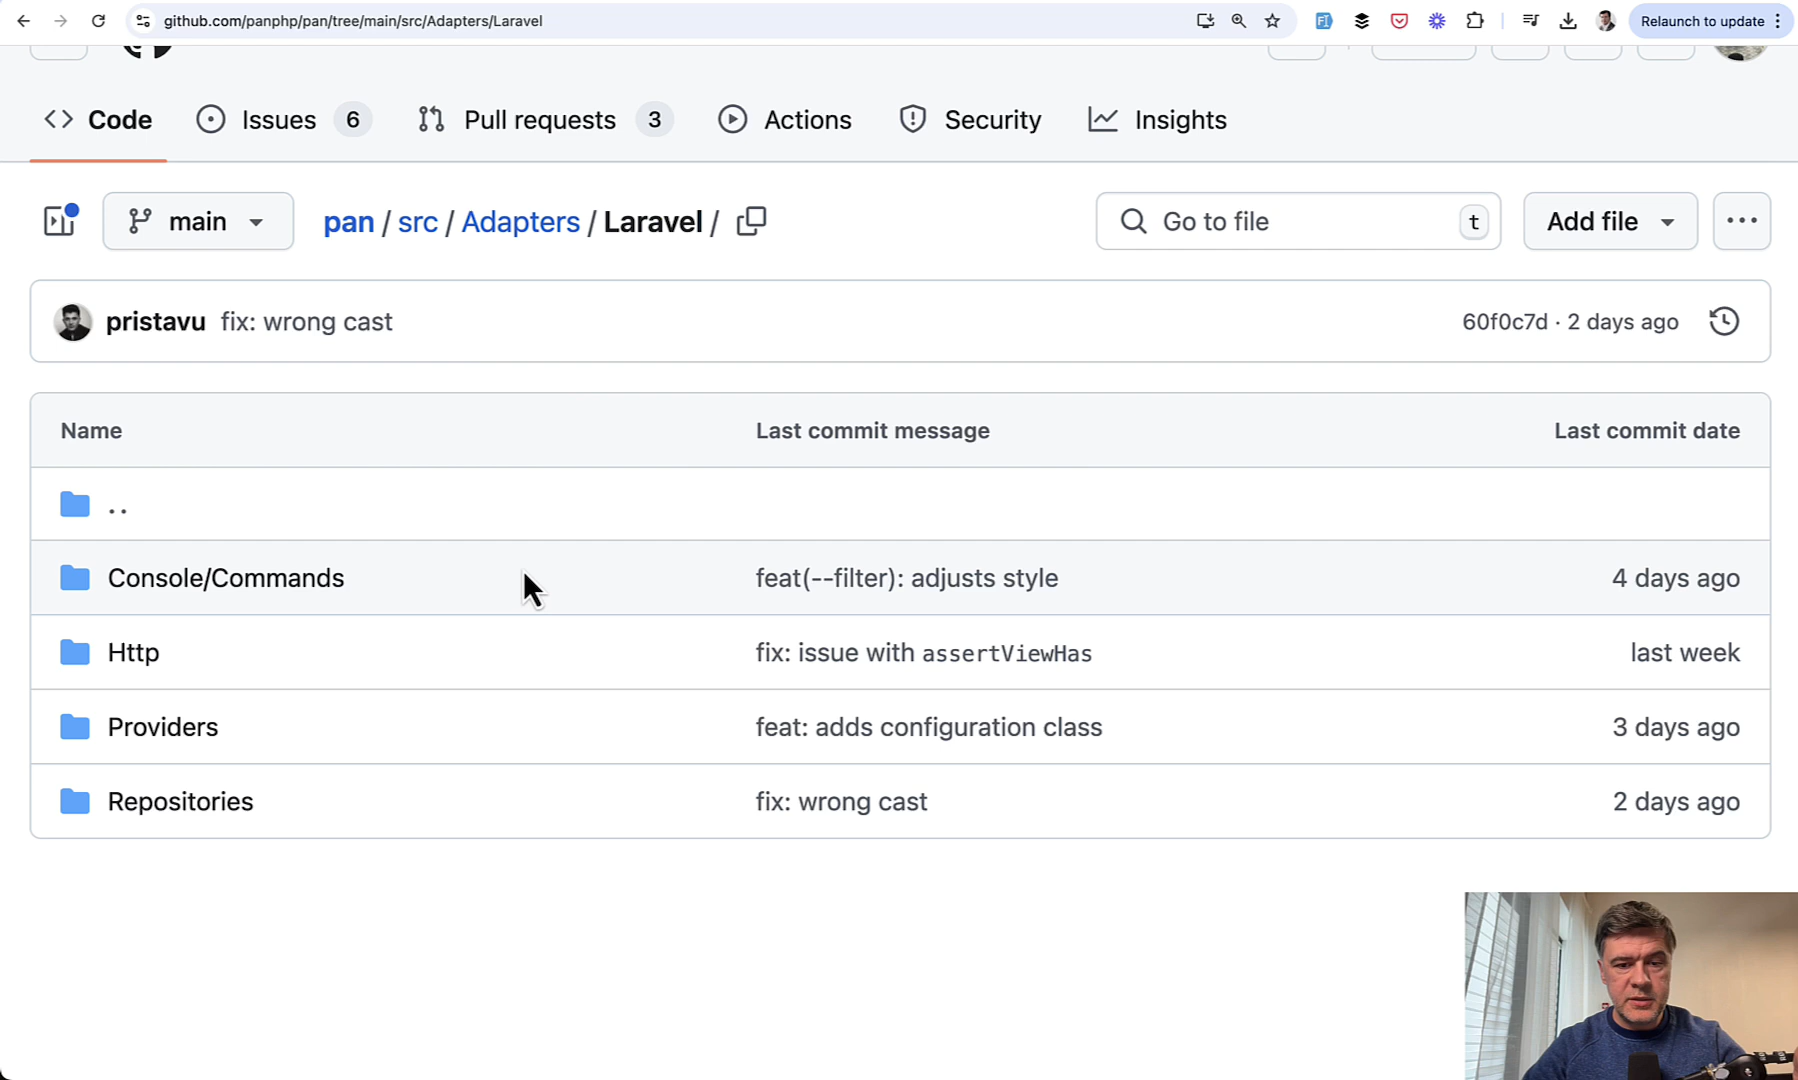 github.com/panphp/pan/tree/main/src/Adapters/Laravel
Relaunch to update
Code
Issues 6
Pull requests 3
Actions
Security
Insights
main
pan / src / Adapters / Laravel /
Go to file
t
Add file
pristavu fix: wrong cast
60f0c7d · 2 days ago
Name Last commit message Last commit date
..
Console/Commands feat(--filter): adjusts style 4 days ago
Http fix: issue with assertViewHas last week
Providers feat: adds configuration class 3 days ago
Repositories fix: wrong cast 2 days ago